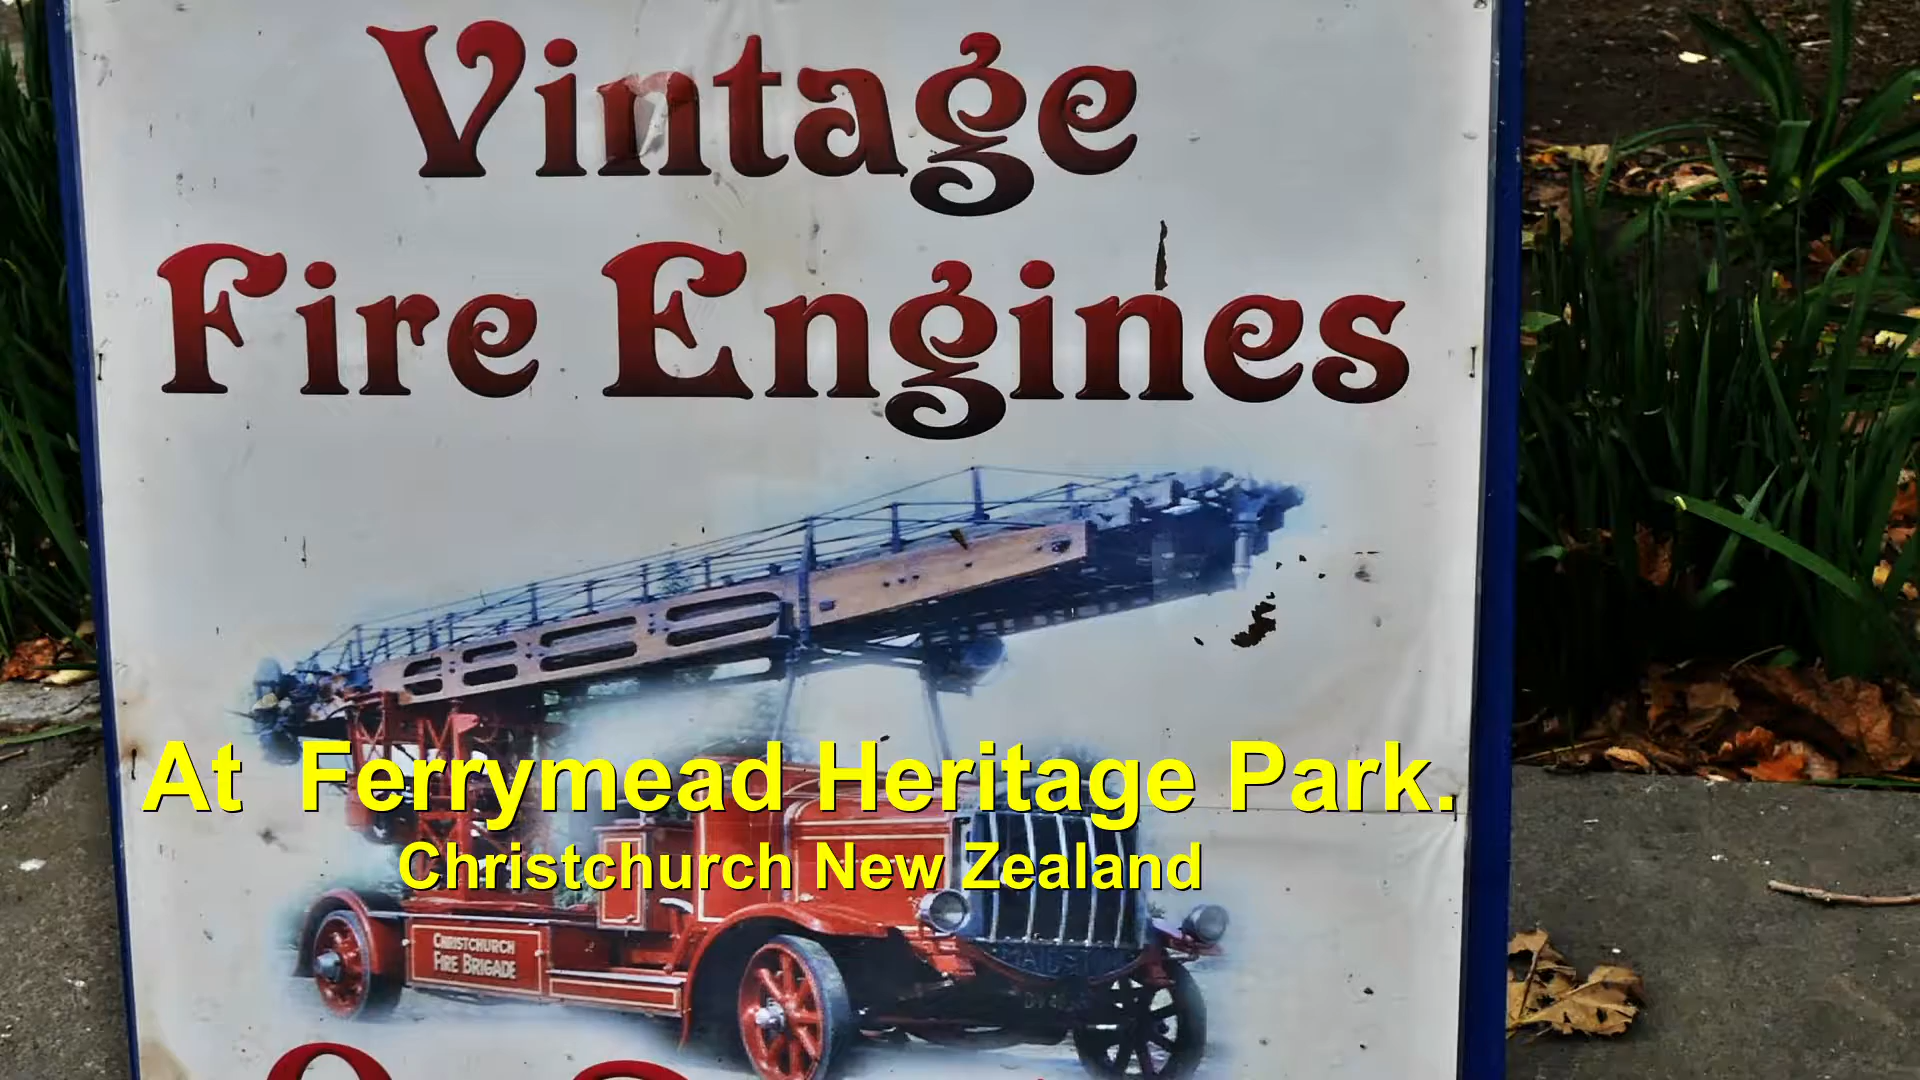 Vintage
Fire Engines
At Ferrymead Heritage Park.
Christchurch New Zealand
CHRISTCHURCH
FIRE BRIGADE